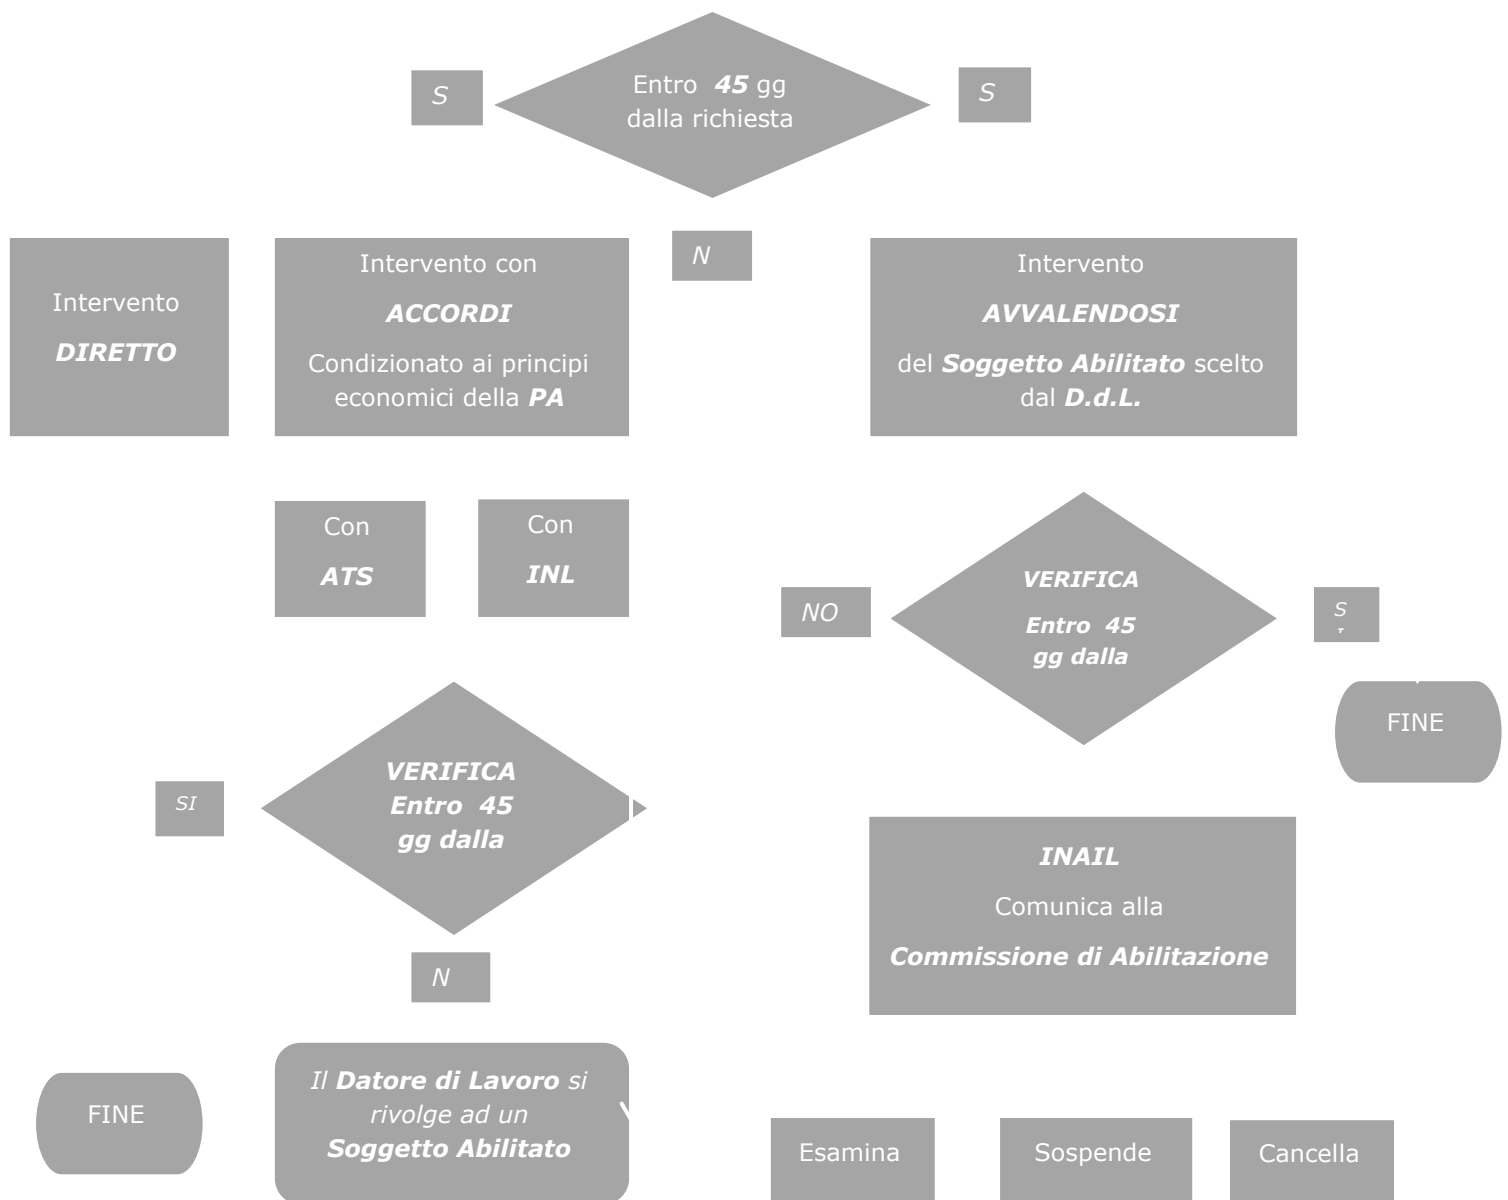 Entro 45 gg
dalla richiesta
S
S
N
Intervento
DIRETTO
Intervento con
ACCORDI
Condizionato ai principi
economici della PA
Intervento
AVVALENDOSI
del Soggetto Abilitato scelto
dal D.d.L.
Con
ATS
Con
INL
NO
VERIFICA
Entro 45
gg dalla
S
FINE
SI
VERIFICA
Entro 45
gg dalla
N
INAIL
Comunica alla
Commissione di Abilitazione
FINE
Il Datore di Lavoro si
rivolge ad un
Soggetto Abilitato
Esamina
Sospende
Cancella